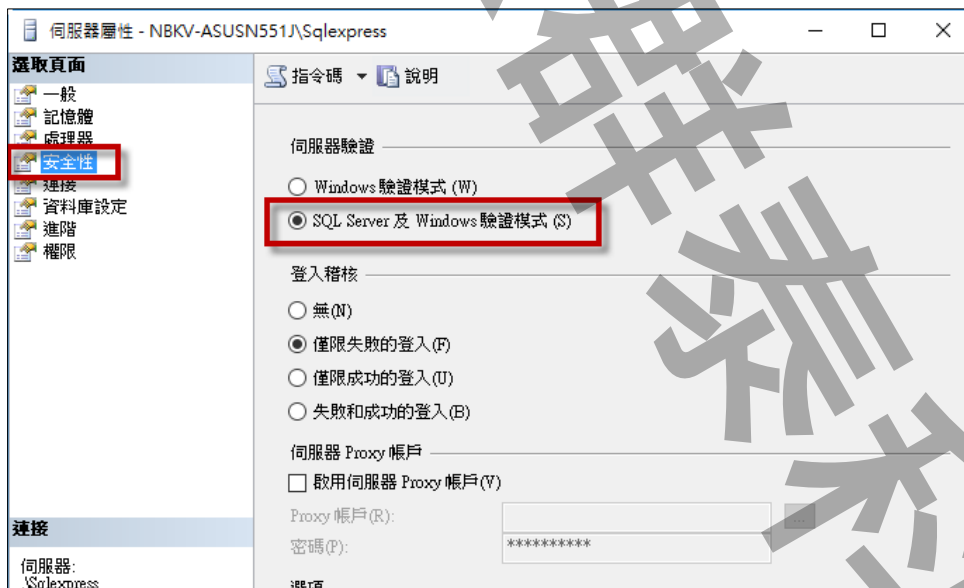 伺服器屬性 - NBKV-ASUSN551J\Sqlexpress
選取頁面
一般
記憶體
處理器
安全性
連接
資料庫設定
進階
權限
指令碼 說明
伺服器驗證
Windows 驗證模式 (W)
SQL Server 及 Windows 驗證模式 (S)
登入稽核
無(N)
僅限失敗的登入(F)
僅限成功的登入(U)
失敗和成功的登入(B)
伺服器 Proxy 帳戶
啟用伺服器 Proxy 帳戶(V)
Proxy 帳戶(R):
...
密碼(P):
**********
選項
連接
伺服器:
.\Sqlexpress